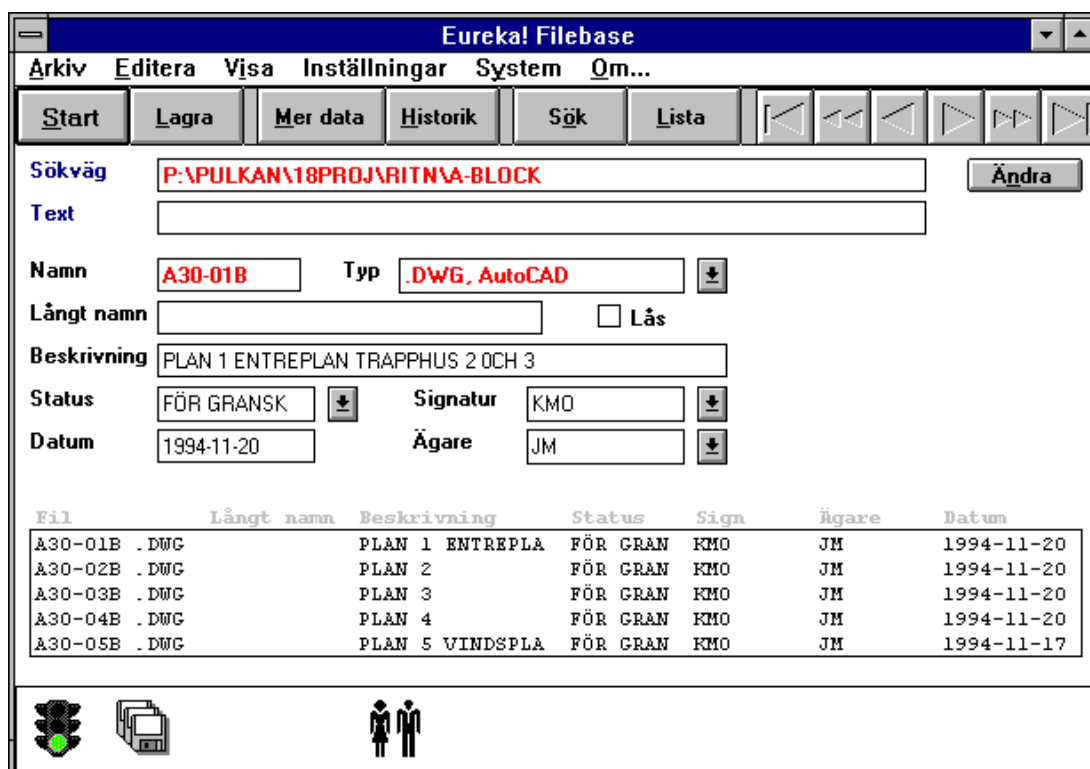 Eureka! Filebase
Arkiv Editera Visa Inställningar System Om...
Start Lagra Mer data Historik Sök Lista
Sökväg P:\PULKAN\18PROJ\RITN\A-BLOCK Ändra
Text
Namn A30-01B Typ .DWG, AutoCAD
Långt namn Lås
Beskrivning PLAN 1 ENTREPLAN TRAPPHUS 2 OCH 3
Status FÖR GRANSK Signatur KMO
Datum 1994-11-20 Ägare JM
Fil Långt namn Beskrivning Status Sign Ägare Datum
A30-01B .DWG PLAN 1 ENTREPLA FÖR GRAN KMO JM 1994-11-20
A30-02B .DWG PLAN 2 FÖR GRAN KMO JM 1994-11-20
A30-03B .DWG PLAN 3 FÖR GRAN KMO JM 1994-11-20
A30-04B .DWG PLAN 4 FÖR GRAN KMO JM 1994-11-20
A30-05B .DWG PLAN 5 VINDSPLA FÖR GRAN KMO JM 1994-11-17